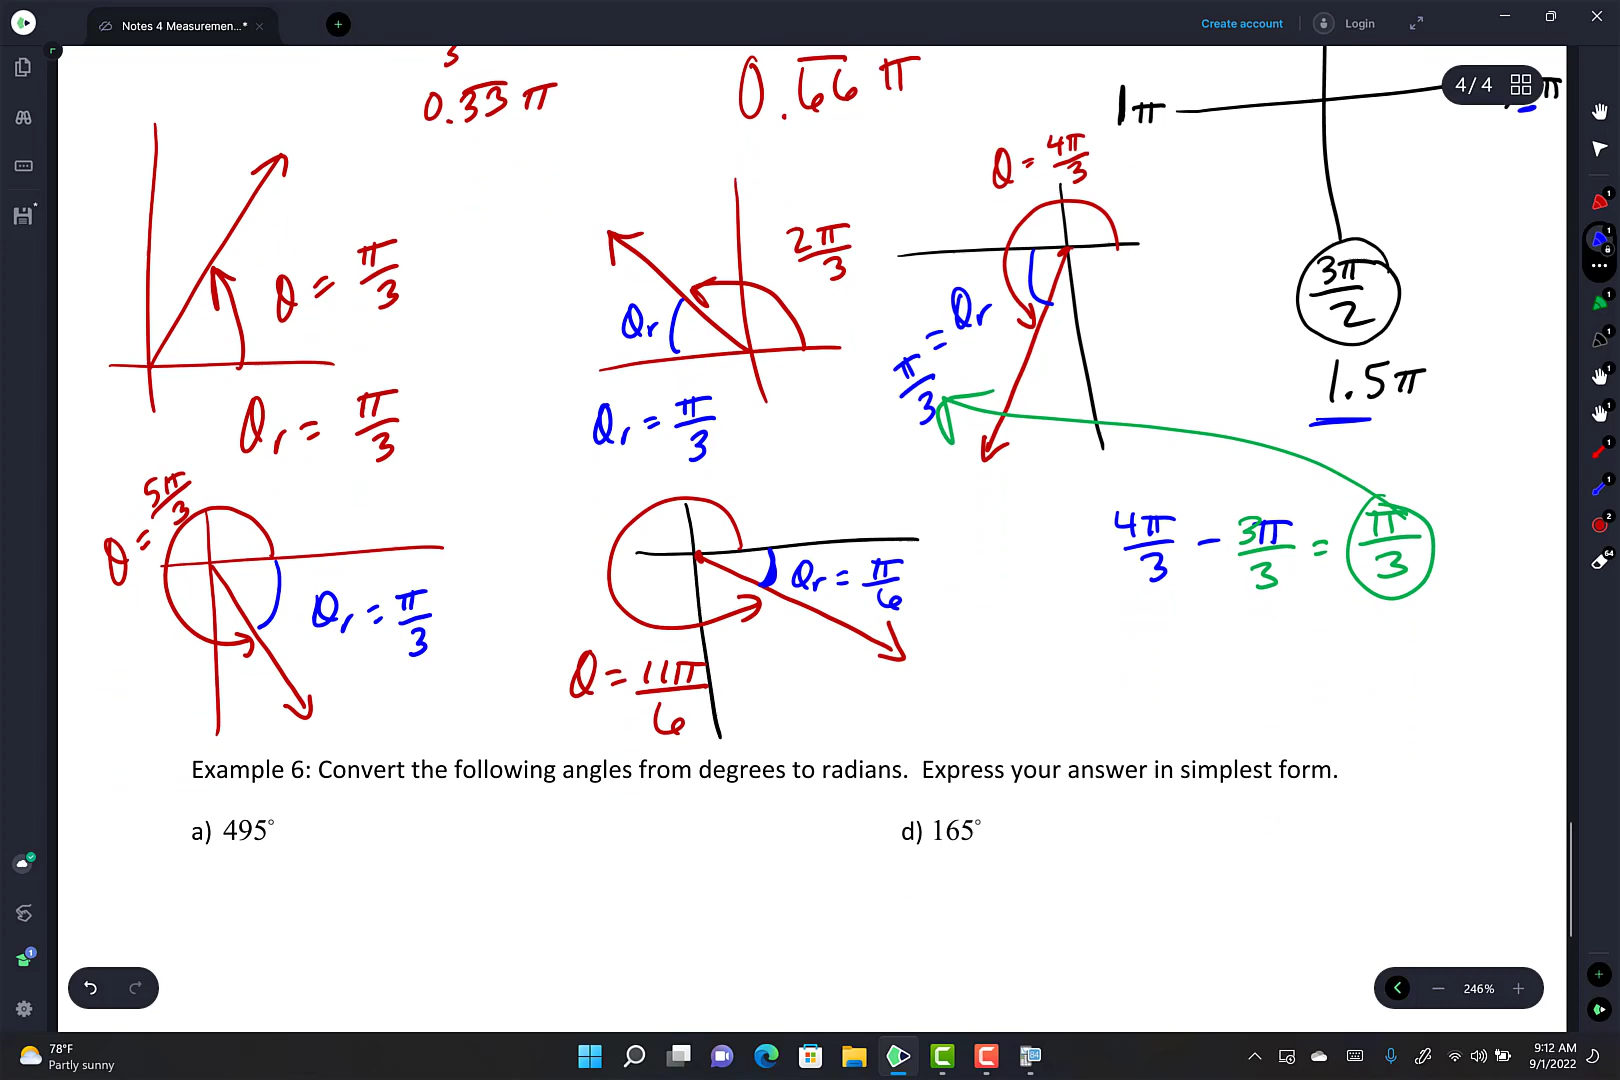 Notes 4 Measuremen...*
Create account
Login
4/4
3
0.33 π
0.66 π
1π
π
θ = π/3
θr = π/3
2π/3
θr
θr = π/3
θ = 4π/3
π/3 = θr
3π/2
1.5π
θ = 5π/3
θr = π/3
θr = π/6
θ = 11π/6
4π/3 - 3π/3 = π/3
Example 6: Convert the following angles from degrees to radians. Express your answer in simplest form.
a) 495°
d) 165°
246%
78°F
Partly sunny
9:12 AM
9/1/2022